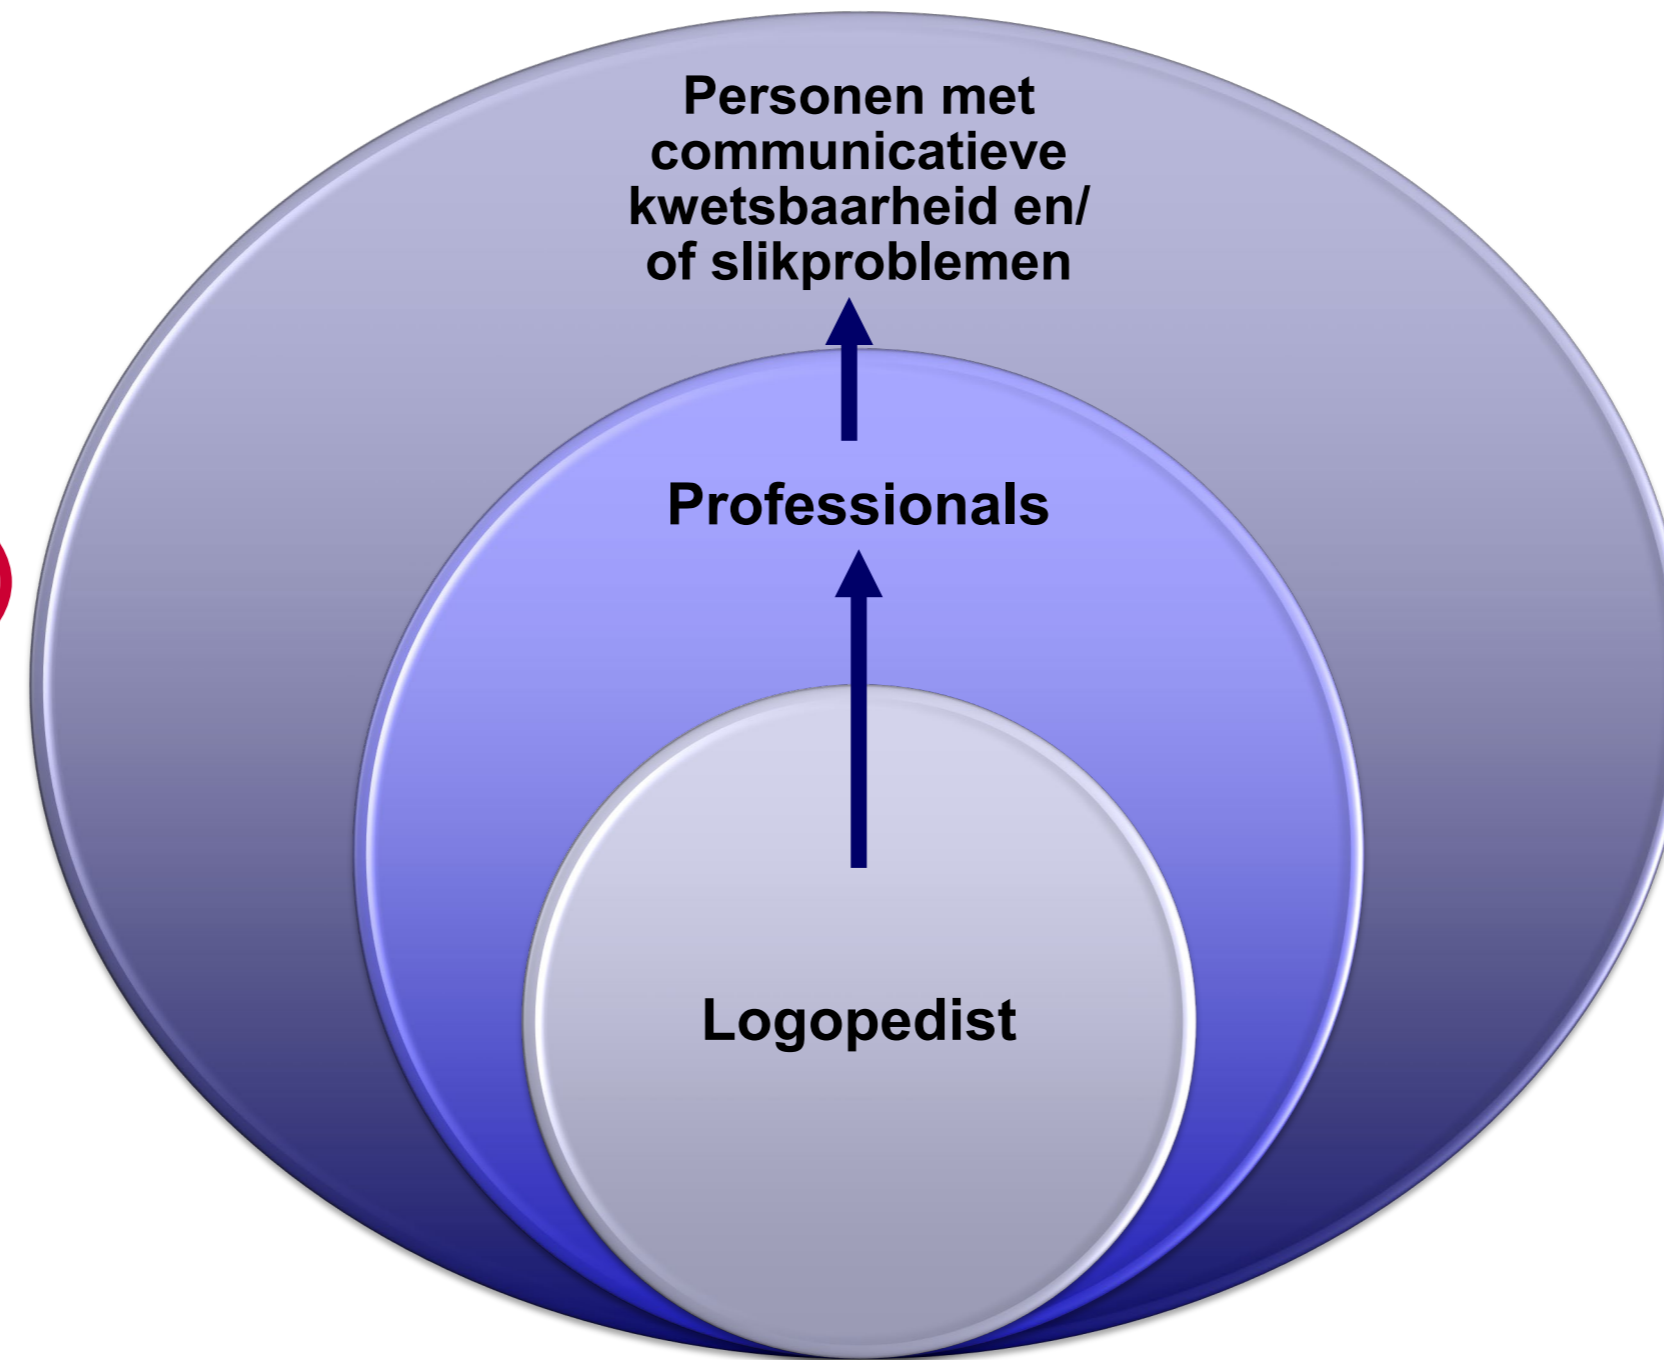 Personen met
communicatieve
kwetsbaarheid en/
of slikproblemen
Professionals
Logopedist